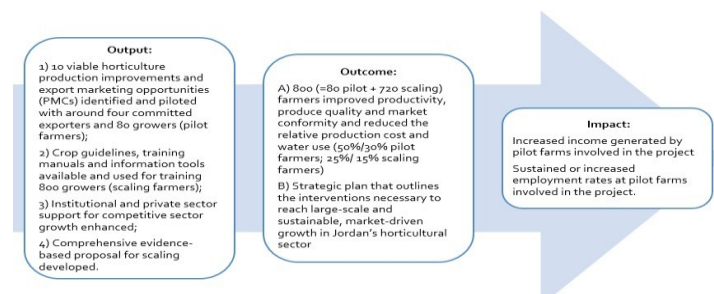 Output:
1) 10 viable horticulture
production improvements and
export marketing opportunities
(PMCs) identified and piloted
with around four committed
exporters and 80 growers (pilot
farmers);
2) Crop guidelines, training
manuals and information tools
available and used for training
800 growers (scaling farmers);
3) Institutional and private sector
support for competitive sector
growth enhanced;
4) Comprehensive evidence-
based proposal for scaling
developed.
Outcome:
A) 800 (=80 pilot + 720 scaling)
farmers improved productivity,
produce quality and market
conformity and reduced the
relative production cost and
water use (50%/30% pilot
farmers; 25%/ 15% scaling
farmers)
B) Strategic plan that outlines
the interventions necessary to
reach large-scale and
sustainable, market-driven
growth in Jordan's horticultural
sector
Impact:
Increased income generated by
pilot farms involved in the project
Sustained or increased
employment rates at pilot farms
involved in the project.